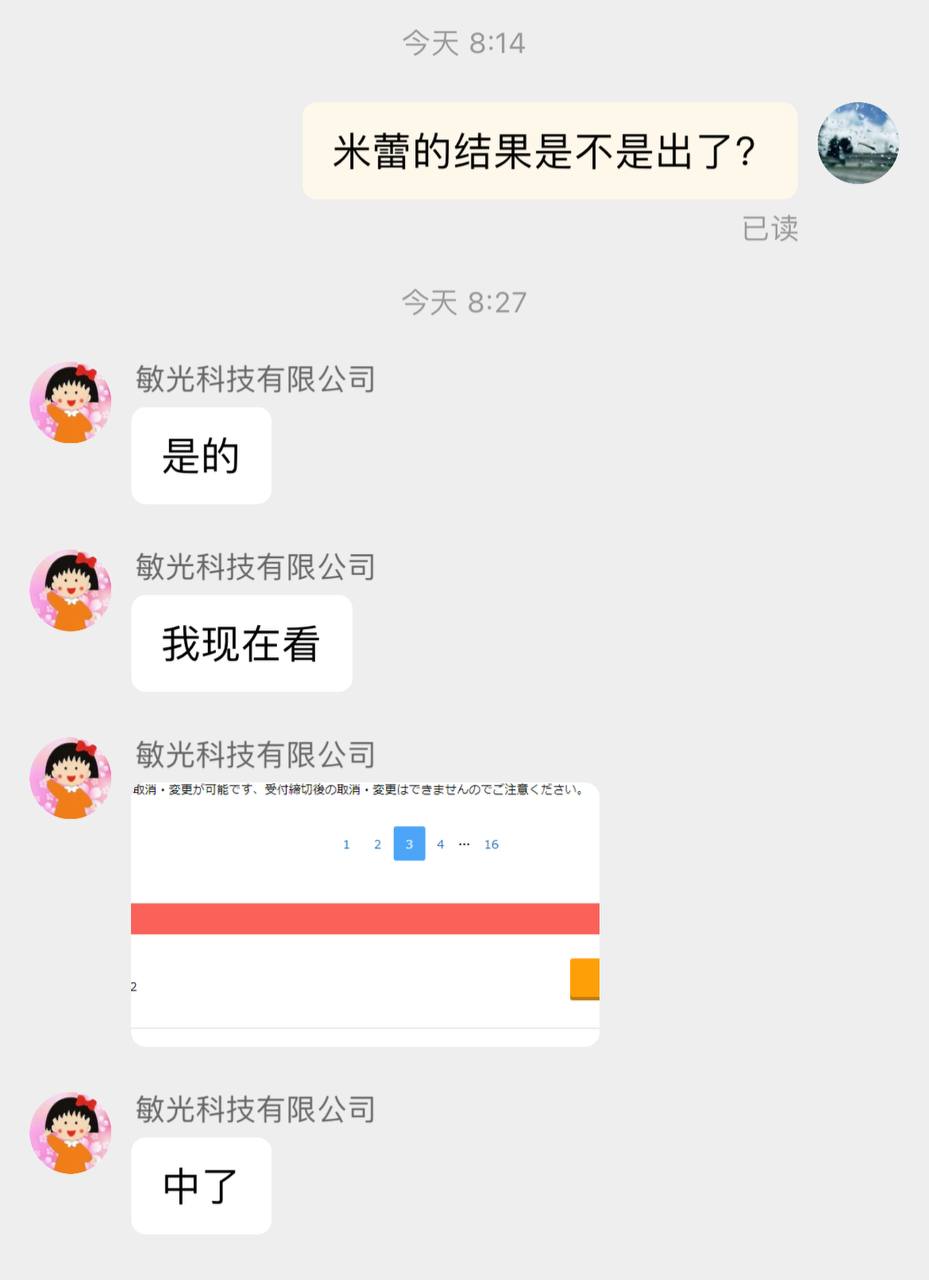 今天 8:14
米蕾的结果是不是出了?
已读
今天 8:27
敏光科技有限公司
是的
敏光科技有限公司
我现在看
敏光科技有限公司
取消・変更が可能です、受付締切後の取消・変更はできませんのでご注意ください。
1 2 3 4 ··· 16
2
敏光科技有限公司
中了